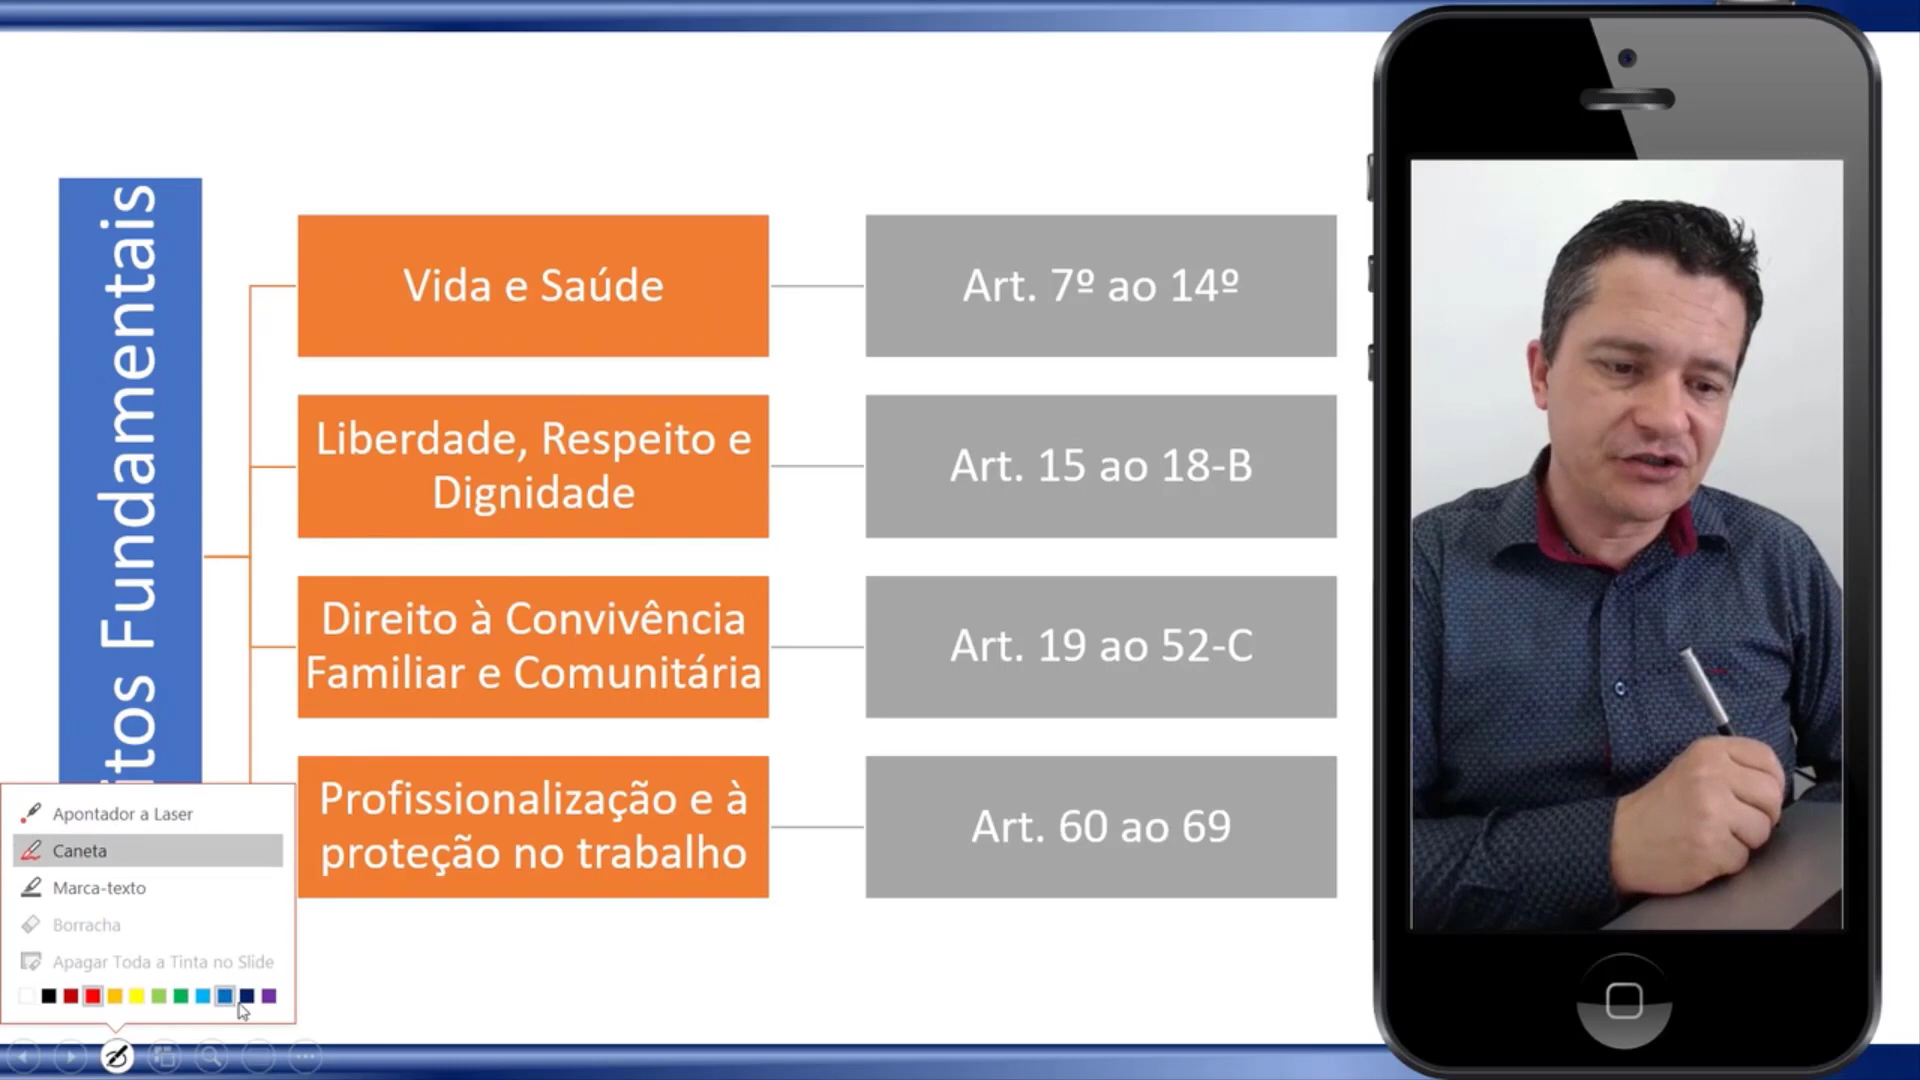 itos Fundamentais
Vida e Saúde
Art. 7º ao 14º
Liberdade, Respeito e
Dignidade
Art. 15 ao 18-B
Direito à Convivência
Familiar e Comunitária
Art. 19 ao 52-C
Profissionalização e à
proteção no trabalho
Art. 60 ao 69
Apontador a Laser
Caneta
Marca-texto
Borracha
Apagar Toda a Tinta no Slide